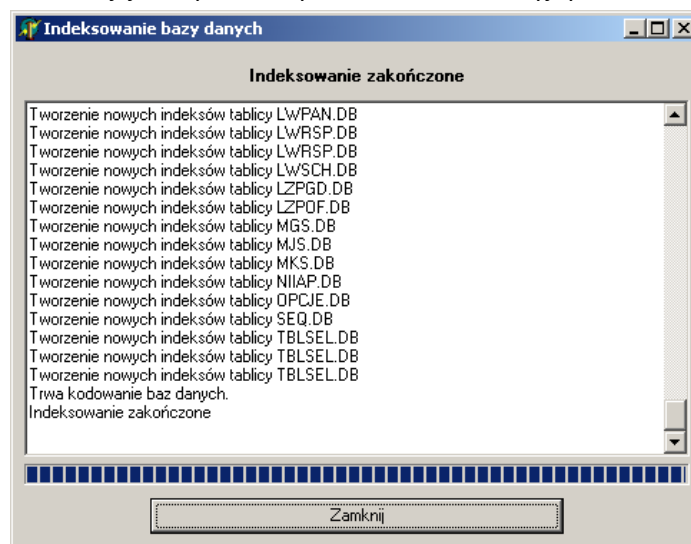 Indeksowanie bazy danych
Indeksowanie zakończone
Tworzenie nowych indeksów tablicy LWPAN.DB
Tworzenie nowych indeksów tablicy LWRSP.DB
Tworzenie nowych indeksów tablicy LWRSP.DB
Tworzenie nowych indeksów tablicy LWSCH.DB
Tworzenie nowych indeksów tablicy LZPGD.DB
Tworzenie nowych indeksów tablicy LZPOF.DB
Tworzenie nowych indeksów tablicy MGS.DB
Tworzenie nowych indeksów tablicy MJS.DB
Tworzenie nowych indeksów tablicy MKS.DB
Tworzenie nowych indeksów tablicy NIIAP.DB
Tworzenie nowych indeksów tablicy OPCJE.DB
Tworzenie nowych indeksów tablicy SEQ.DB
Tworzenie nowych indeksów tablicy TBLSEL.DB
Tworzenie nowych indeksów tablicy TBLSEL.DB
Tworzenie nowych indeksów tablicy TBLSEL.DB
Trwa kodowanie baz danych.
Indeksowanie zakończone
Zamknij